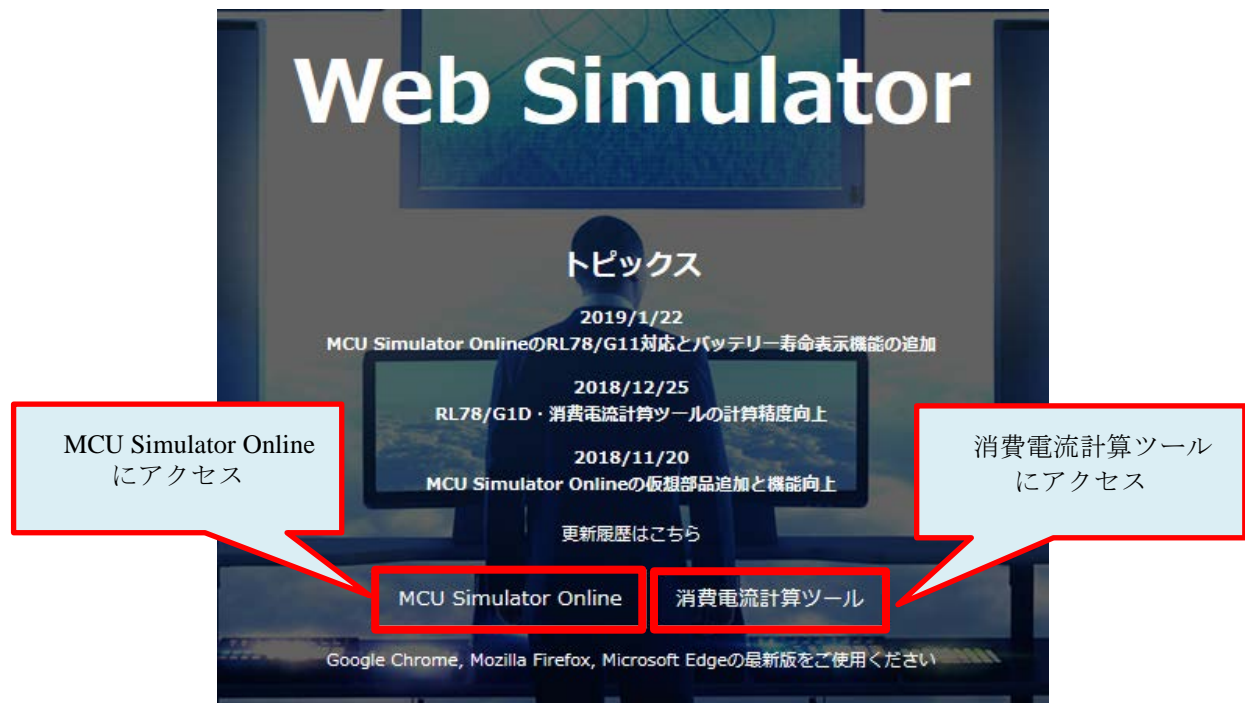 Web Simulator
トピックス
2019/1/22
MCU Simulator OnlineのRL78/G11対応とバッテリー寿命表示機能の追加
2018/12/25
RL78/G1D・消費電流計算ツールの計算精度向上
2018/11/20
MCU Simulator Onlineの仮想部品追加と機能向上
更新履歴はこちら
MCU Simulator Online
にアクセス
消費電流計算ツール
にアクセス
MCU Simulator Online
消費電流計算ツール
Google Chrome, Mozilla Firefox, Microsoft Edgeの最新版をご使用ください